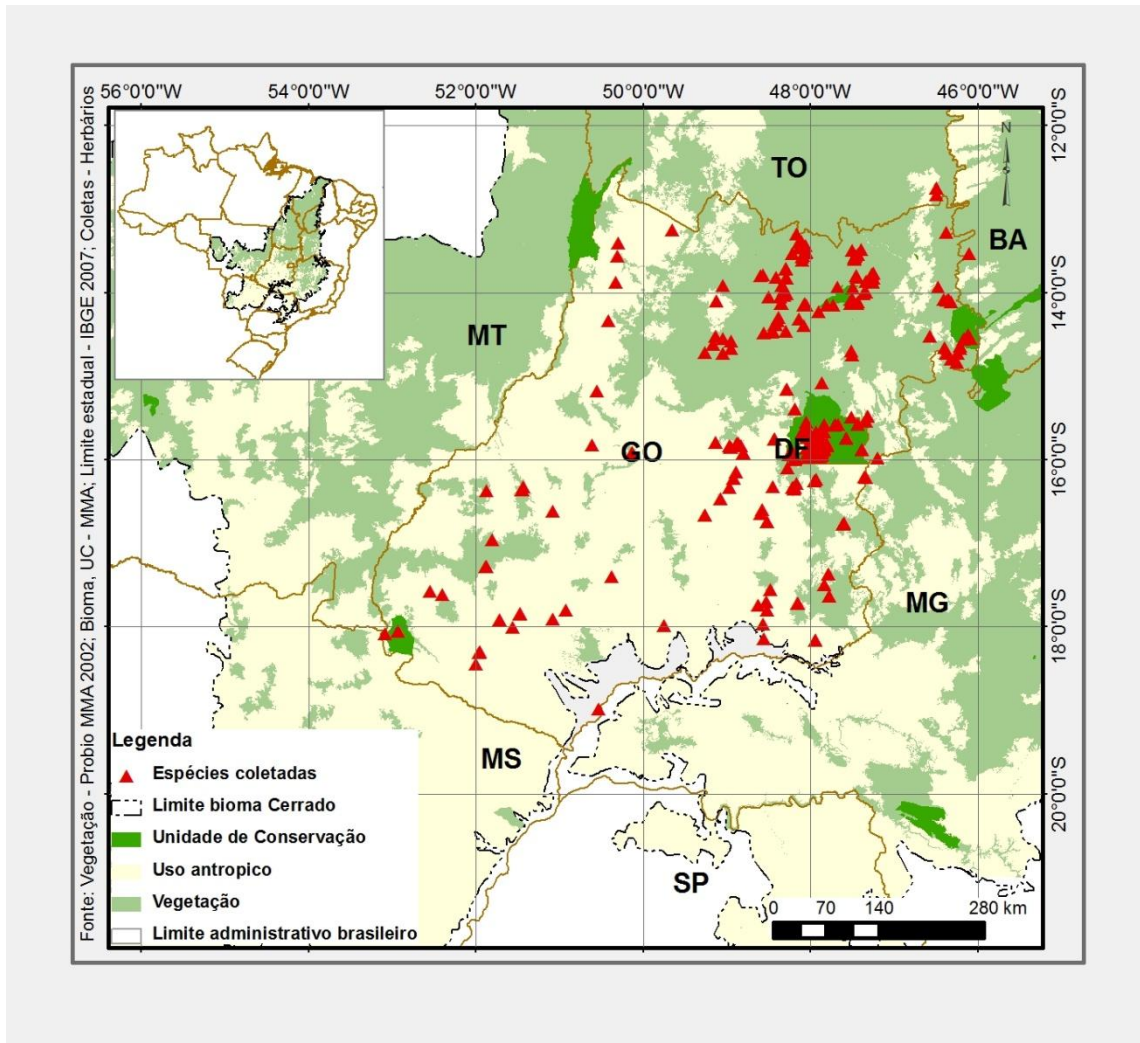 56°0'0"W 54°0'0"W 52°0'0"W 50°0'0"W 48°0'0"W 46°0'0"W
12°0'0"S
14°0'0"S
16°0'0"S
18°0'0"S
20°0'0"S
N
TO
BA
MT
GO
DF
MG
MS
SP
Legenda
Espécies coletadas
Limite bioma Cerrado
Unidade de Conservação
Uso antropico
Vegetação
Limite administrativo brasileiro
0 70 140 280 km
Fonte: Vegetação - Probio MMA 2002; Bioma, UC - MMA; Limite estadual - IBGE 2007; Coletas - Herbários